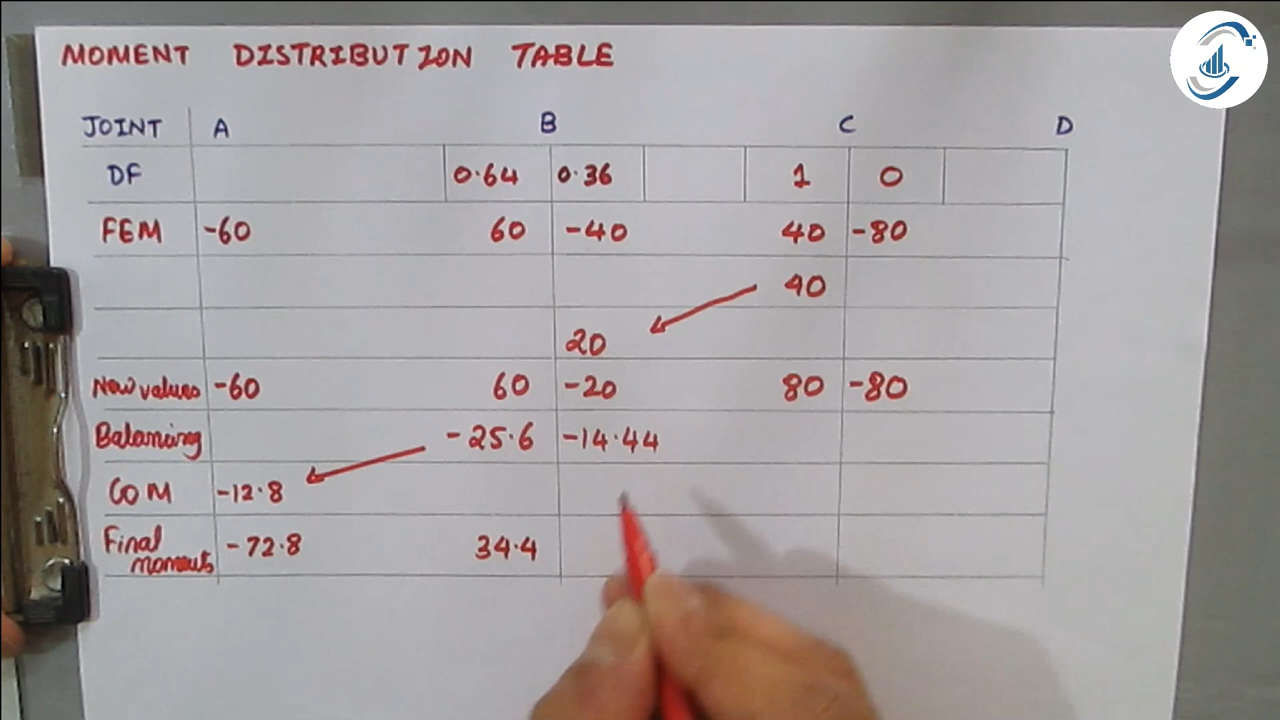 MOMENT DISTRIBUTION TABLE
JOINT A B C D
DF 0.64 0.36 1 0
FEM -60 60 -40 40 -80
40
20
New values -60 60 -20 80 -80
Balancing -25.6 -14.44
COM -12.8
Final moments -72.8 34.4